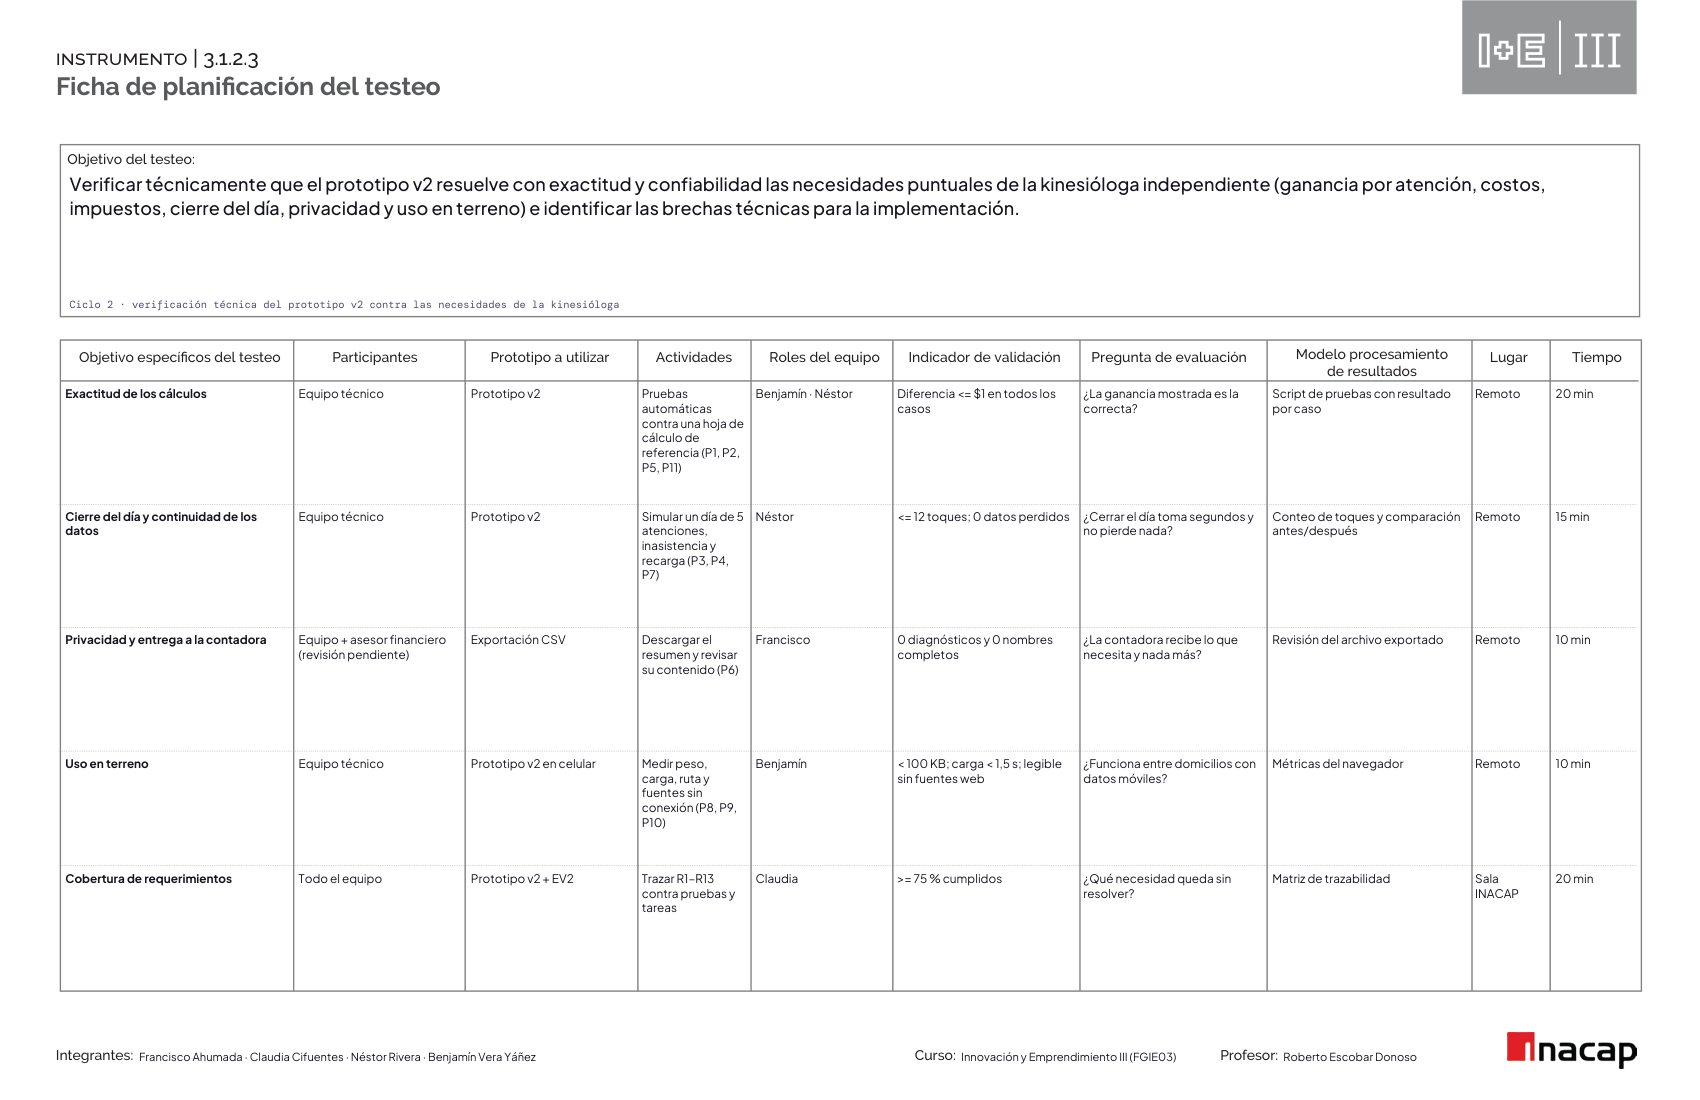 INSTRUMENTO | 3.1.2.3
Ficha de planificación del testeo
I+E | III
Objetivo del testeo:
Verificar técnicamente que el prototipo v2 resuelve con exactitud y confiabilidad las necesidades puntuales de la kinesióloga independiente (ganancia por atención, costos,
impuestos, cierre del día, privacidad y uso en terreno) e identificar las brechas técnicas para la implementación.
Ciclo 2 · verificación técnica del prototipo v2 contra las necesidades de la kinesióloga
Objetivo específicos del testeo
Participantes
Prototipo a utilizar
Actividades
Roles del equipo
Indicador de validación
Pregunta de evaluación
Modelo procesamiento
de resultados
Lugar
Tiempo
Exactitud de los cálculos
Equipo técnico
Prototipo v2
Pruebas
automáticas
contra una hoja de
cálculo de
referencia (P1, P2,
P5, P11)
Benjamín · Néstor
Diferencia <= $1 en todos los
casos
¿La ganancia mostrada es la
correcta?
Script de pruebas con resultado
por caso
Remoto
20 min
Cierre del día y continuidad de los
datos
Equipo técnico
Prototipo v2
Simular un día de 5
atenciones,
inasistencia y
recarga (P3, P4,
P7)
Néstor
<= 12 toques; 0 datos perdidos
¿Cerrar el día toma segundos y
no pierde nada?
Conteo de toques y comparación
antes/después
Remoto
15 min
Privacidad y entrega a la contadora
Equipo + asesor financiero
(revisión pendiente)
Exportación CSV
Descargar el
resumen y revisar
su contenido (P6)
Francisco
0 diagnósticos y 0 nombres
completos
¿La contadora recibe lo que
necesita y nada más?
Revisión del archivo exportado
Remoto
10 min
Uso en terreno
Equipo técnico
Prototipo v2 en celular
Medir peso,
carga, ruta y
fuentes sin
conexión (P8, P9,
P10)
Benjamín
< 100 KB; carga < 1,5 s; legible
sin fuentes web
¿Funciona entre domicilios con
datos móviles?
Métricas del navegador
Remoto
10 min
Cobertura de requerimientos
Todo el equipo
Prototipo v2 + EV2
Trazar R1–R13
contra pruebas y
tareas
Claudia
>= 75 % cumplidos
¿Qué necesidad queda sin
resolver?
Matriz de trazabilidad
Sala
INACAP
20 min
Integrantes: Francisco Ahumada · Claudia Cifuentes · Néstor Rivera · Benjamín Vera Yáñez
Curso: Innovación y Emprendimiento III (FGIE03)
Profesor: Roberto Escobar Donoso
inacap